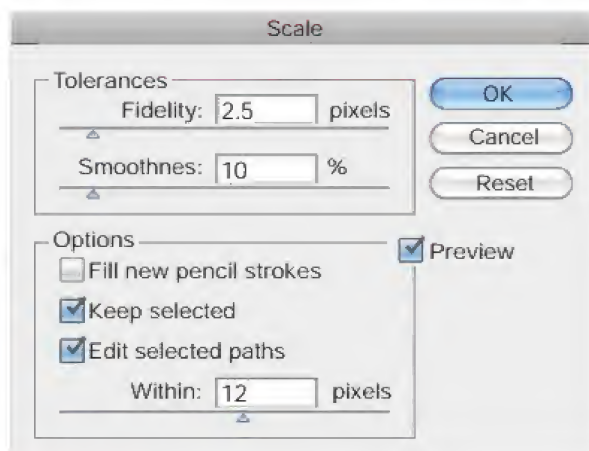 Scale
Tolerances
Fidelity: 2.5 pixels
Smoothnes: 10 %
OK
Cancel
Reset
Options
Fill new pencil strokes
Keep selected
Edit selected paths
Within: 12 pixels
Preview